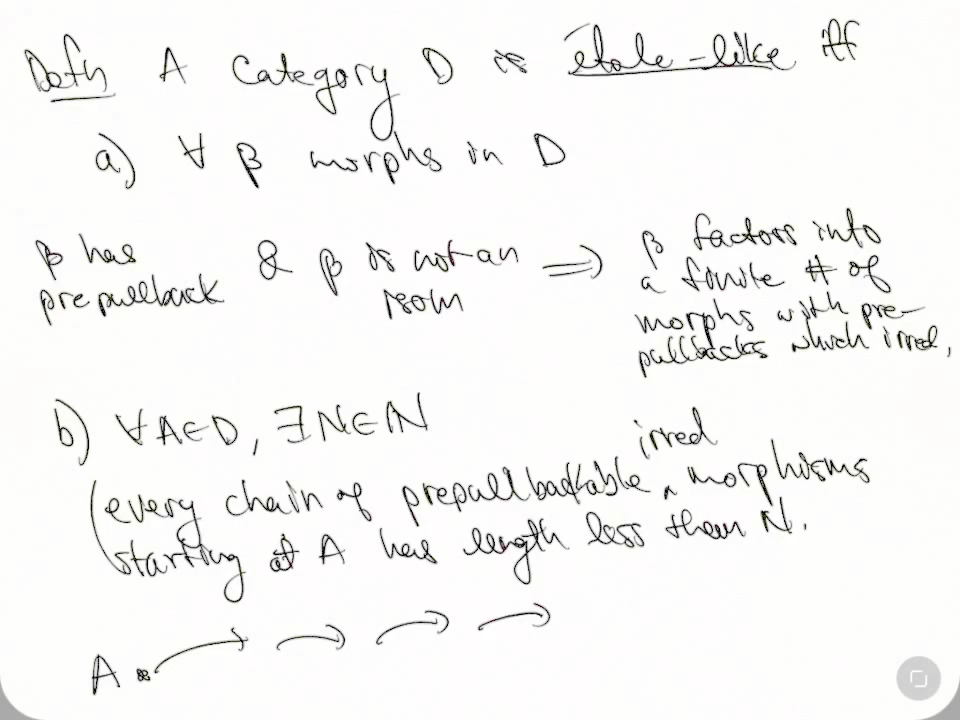 Defn A category D is étale-like iff
a) ∀ β morphs in D
β has prepullback & β is not an isom ⟹ β factors into a finite # of morphs with pre-pullbacks which irred,
b) ∀A∈D, ∃N∈ℕ
irred
(every chain of prepullbackable ∧ morphisms
starting at A has length less than N.
A